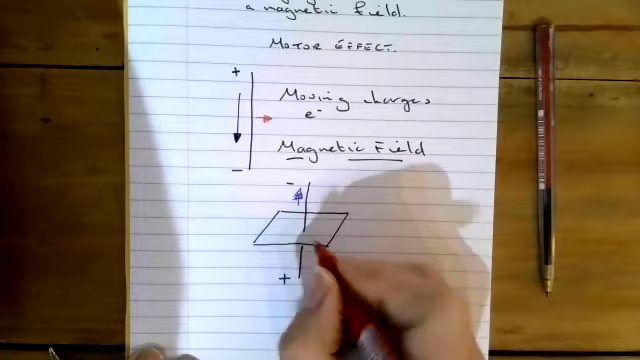 a magnetic field.
MOTOR EFFECT.
+
Moving charges
e-
Magnetic Field
-
-
+